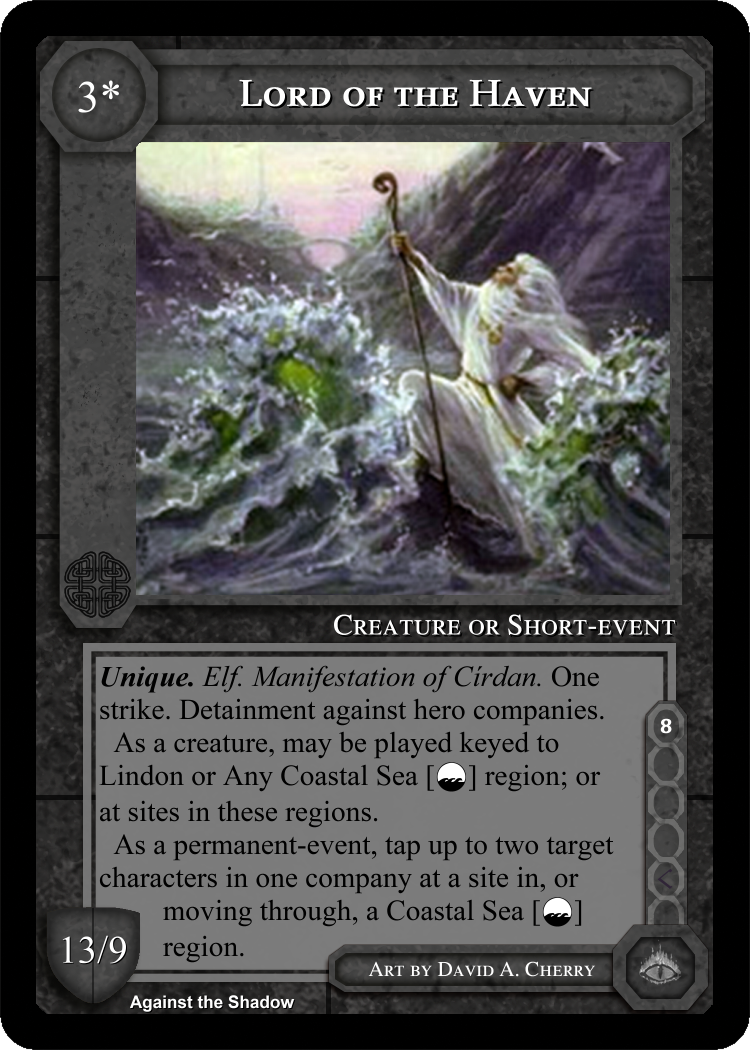 3*
LORD OF THE HAVEN
CREATURE OR SHORT-EVENT
Unique. Elf. Manifestation of Círdan. One
strike. Detainment against hero companies.
As a creature, may be played keyed to
Lindon or Any Coastal Sea [ ] region; or
at sites in these regions.
As a permanent-event, tap up to two target
characters in one company at a site in, or
moving through, a Coastal Sea [ ]
region.
8
13/9
ART BY DAVID A. CHERRY
Against the Shadow